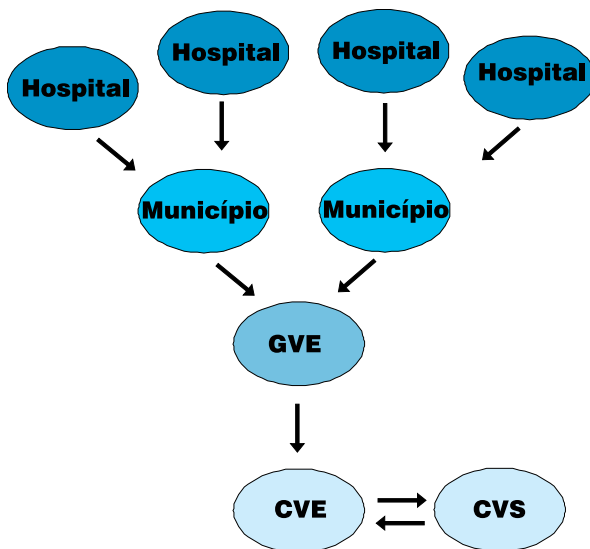 Hospital
Hospital
Hospital
Hospital
Município
Município
GVE
CVE
CVS